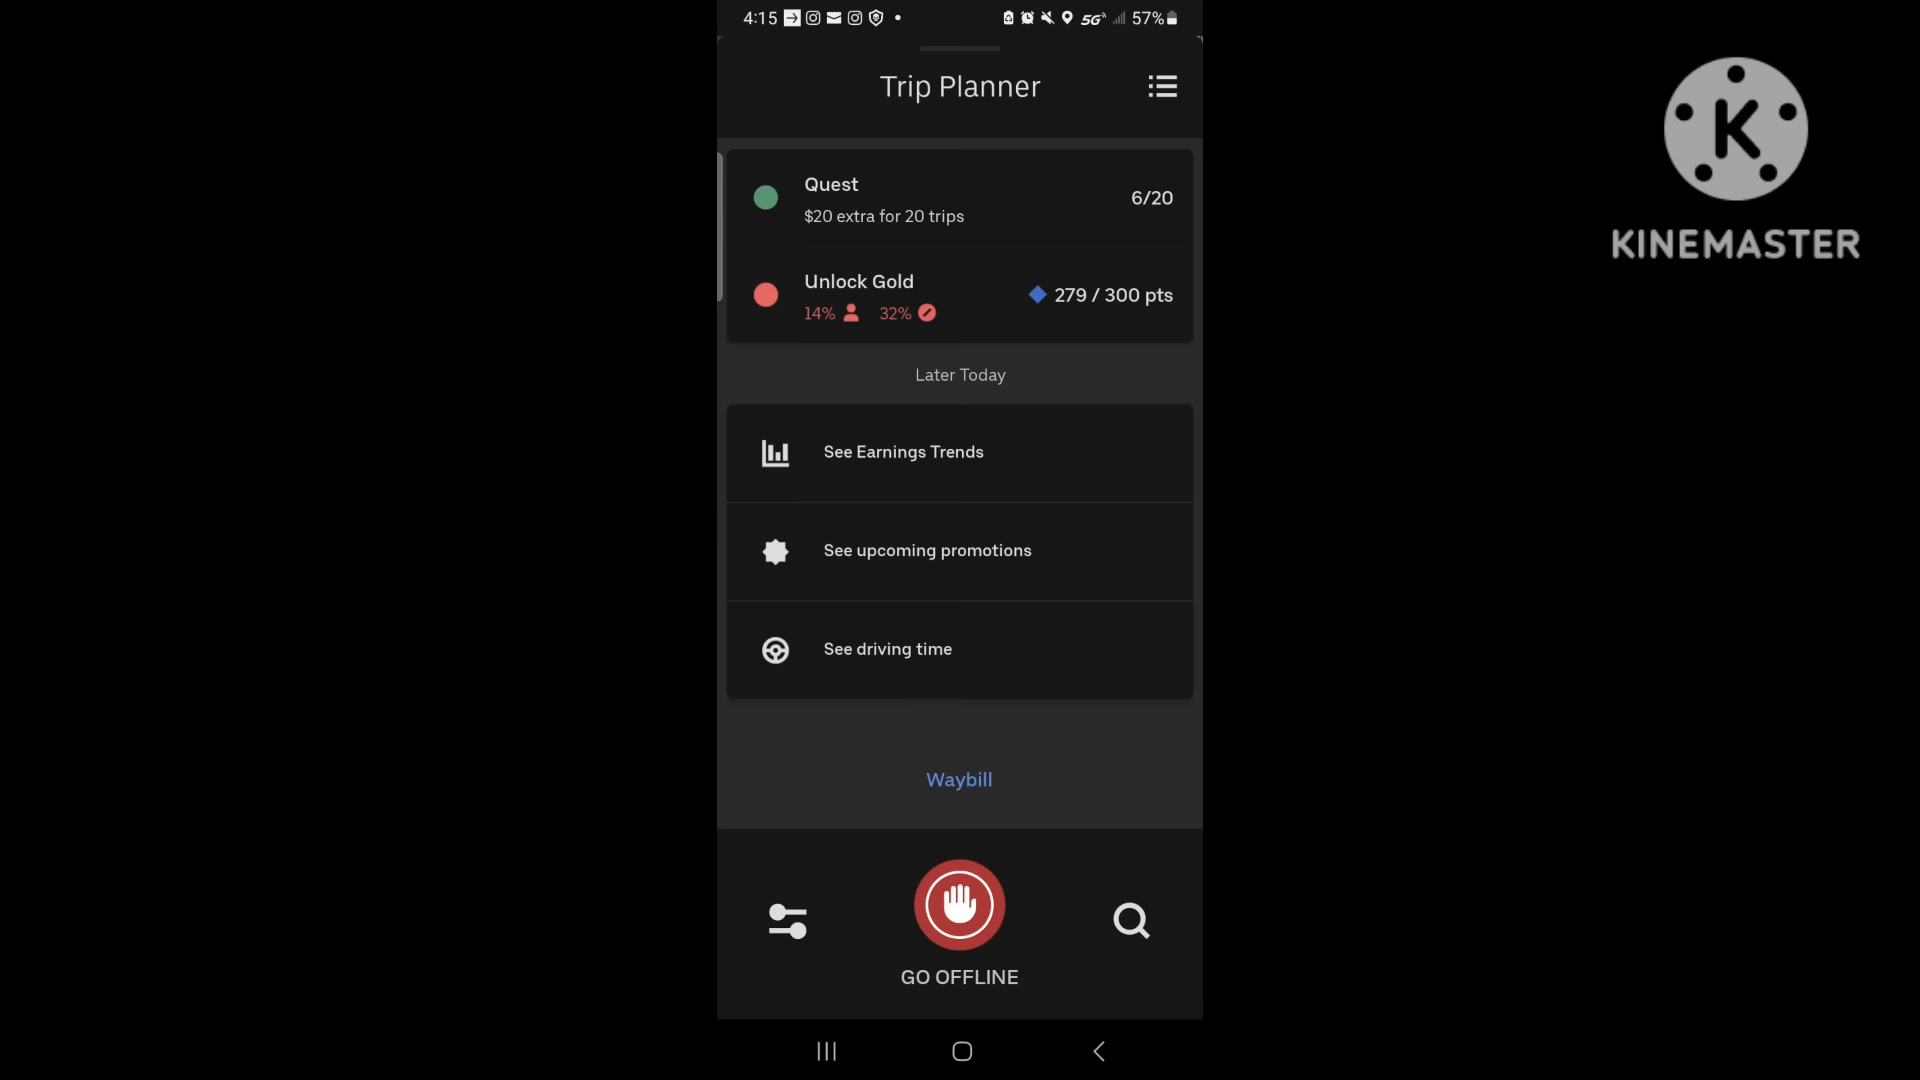 4:15
5G
57%
Trip Planner
Quest
$20 extra for 20 trips
6/20
Unlock Gold
14%
32%
279 / 300 pts
Later Today
See Earnings Trends
See upcoming promotions
See driving time
Waybill
GO OFFLINE
K
KINEMASTER